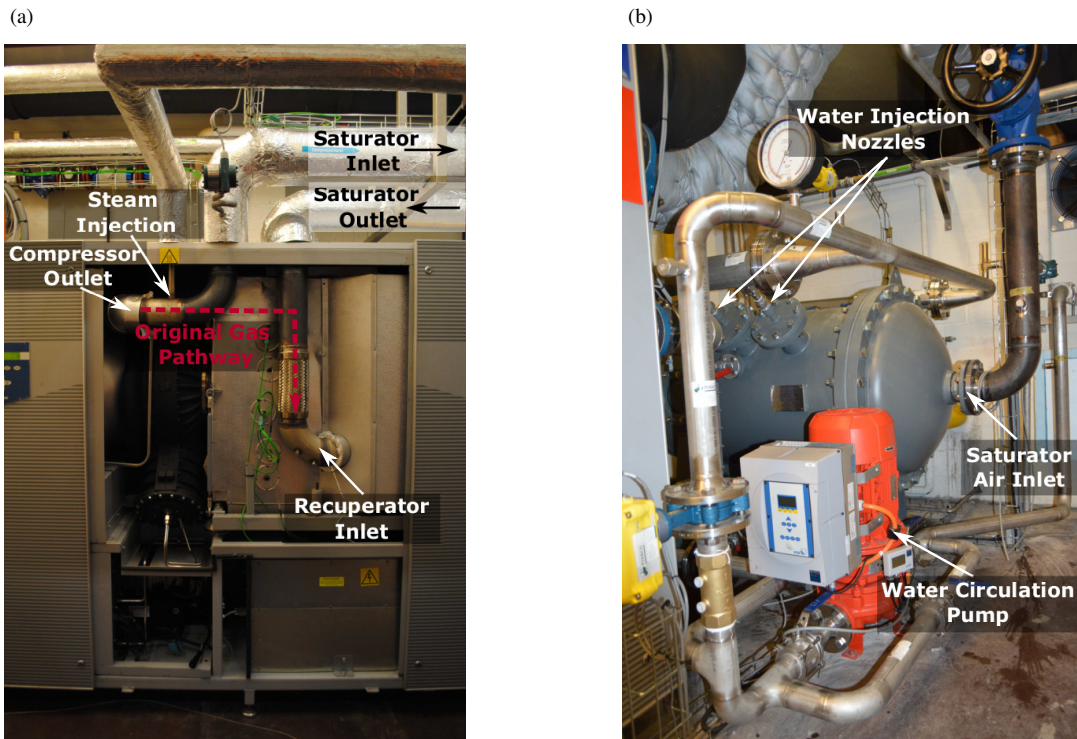 (a)
(b)
Saturator
Inlet
Saturator
Outlet
Steam
Injection
Compressor
Outlet
Original Gas
Pathway
Recuperator
Inlet
Water Injection
Nozzles
Saturator
Air Inlet
Water Circulation
Pump